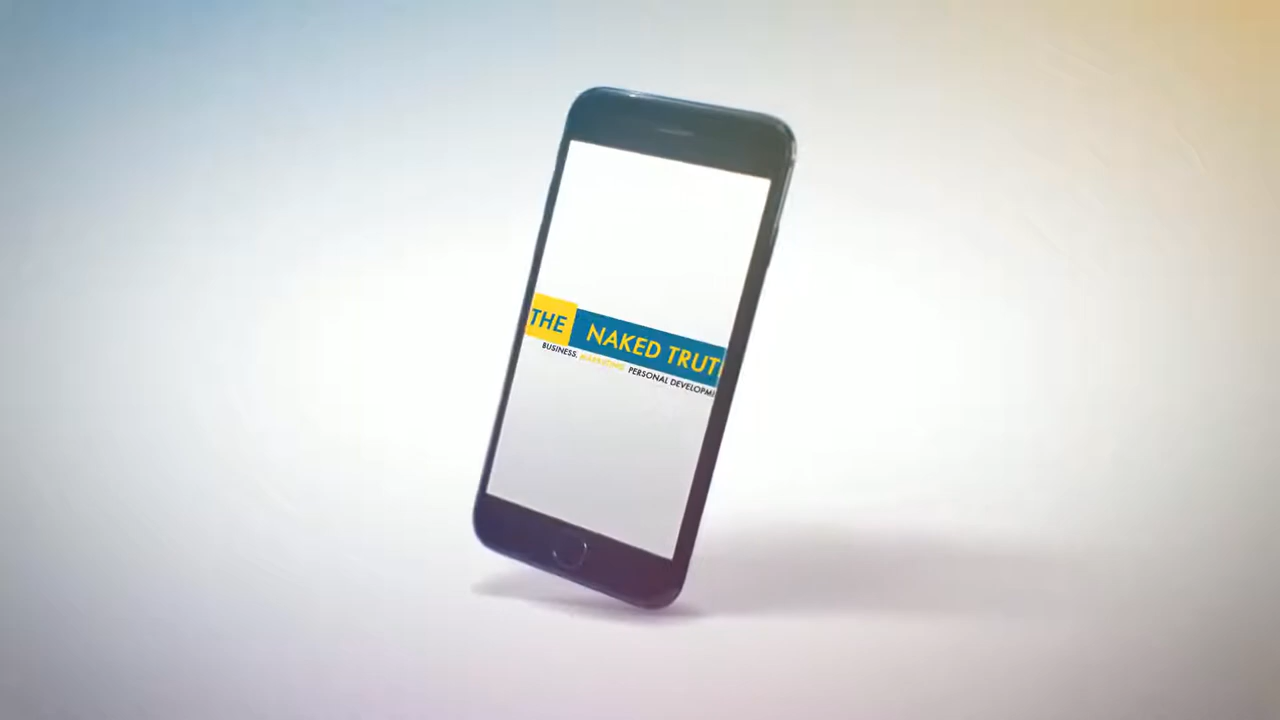 THE NAKED TRUT
BUSINESS, MARKETING, PERSONAL DEVELOPM